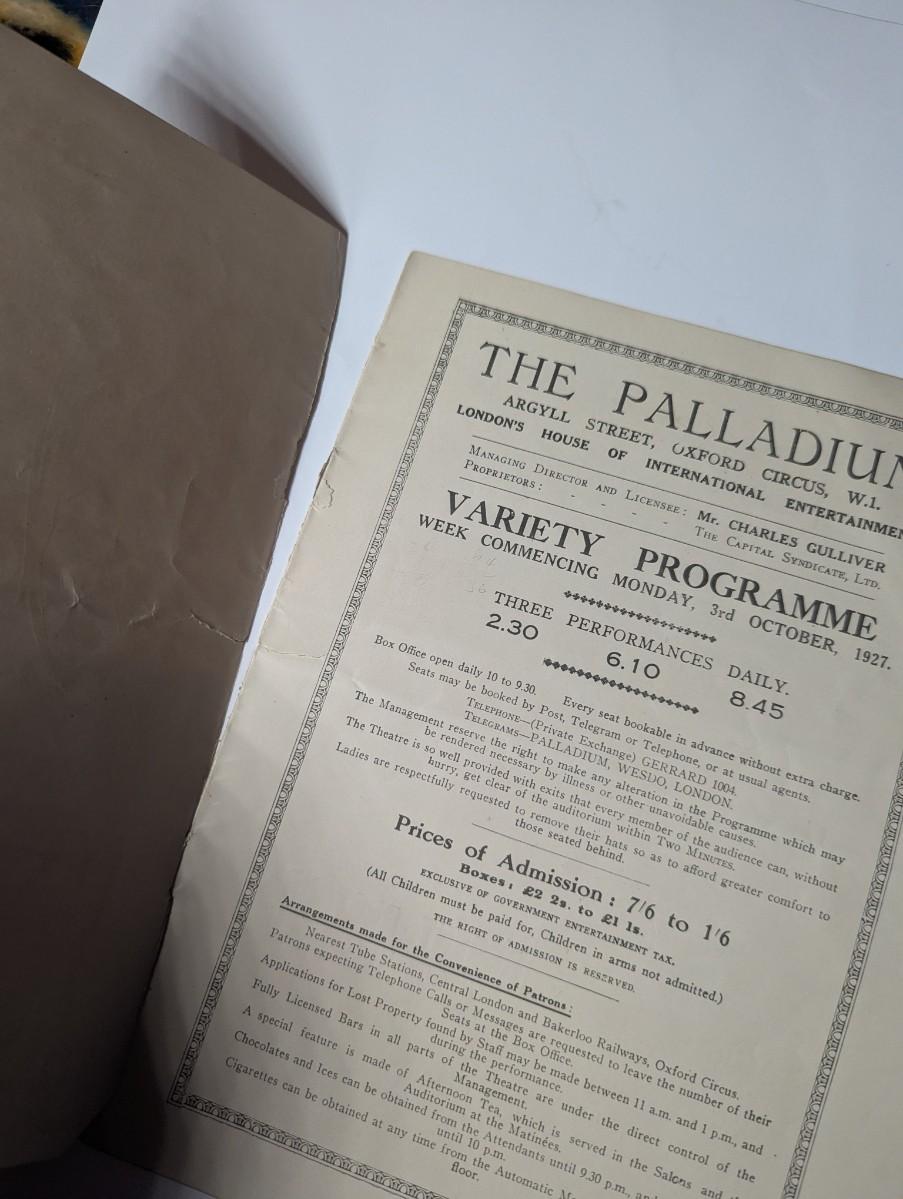 THE PALLADIUM
ARGYLL STREET, OXFORD CIRCUS, W.1.
LONDON'S HOUSE OF INTERNATIONAL ENTERTAINMEN
MANAGING DIRECTOR AND LICENSEE: Mr. CHARLES GULLIVER
PROPRIETORS: - - - - THE CAPITAL SYNDICATE, LTD.
VARIETY PROGRAMME
WEEK COMMENCING MONDAY, 3rd OCTOBER, 1927.
THREE PERFORMANCES DAILY.
2.30 6.10 8.45
Box Office open daily 10 to 9.30. Every seat bookable in advance without extra charge.
Seats may be booked by Post, Telegram or Telephone, or at usual agents.
TELEPHONE—(Private Exchange) GERRARD 1004.
TELEGRAMS—PALLADIUM, WESDO, LONDON.
The Management reserve the right to make any alteration in the Programme which may
be rendered necessary by illness or other unavoidable causes.
The Theatre is so well provided with exits that every member of the audience can, without
hurry, get clear of the auditorium within TWO MINUTES.
Ladies are respectfully requested to remove their hats so as to afford greater comfort to
those seated behind.
Prices of Admission: 7/6 to 1/6
Boxes: £2 2s. to £1 1s.
EXCLUSIVE OF GOVERNMENT ENTERTAINMENT TAX.
(All Children must be paid for, Children in arms not admitted.)
THE RIGHT OF ADMISSION IS RESERVED.
Arrangements made for the Convenience of Patrons:
Nearest Tube Stations, Central London and Bakerloo Railways, Oxford Circus.
Patrons expecting Telephone Calls or Messages are requested to leave the number of their
Seats at the Box Office.
Applications for Lost Property found by Staff may be made between 11 a.m. and 1 p.m., and
during the performance.
Fully Licensed Bars in all parts of the Theatre are under the direct control of the
Management.
A special feature is made of Afternoon Tea, which is served in the Salons and
Auditorium at the Matinées.
Chocolates and Ices can be obtained from the Attendants until 9.30 p.m., and
until 10 p.m.
Cigarettes can be obtained at any time from the Automatic
floor.